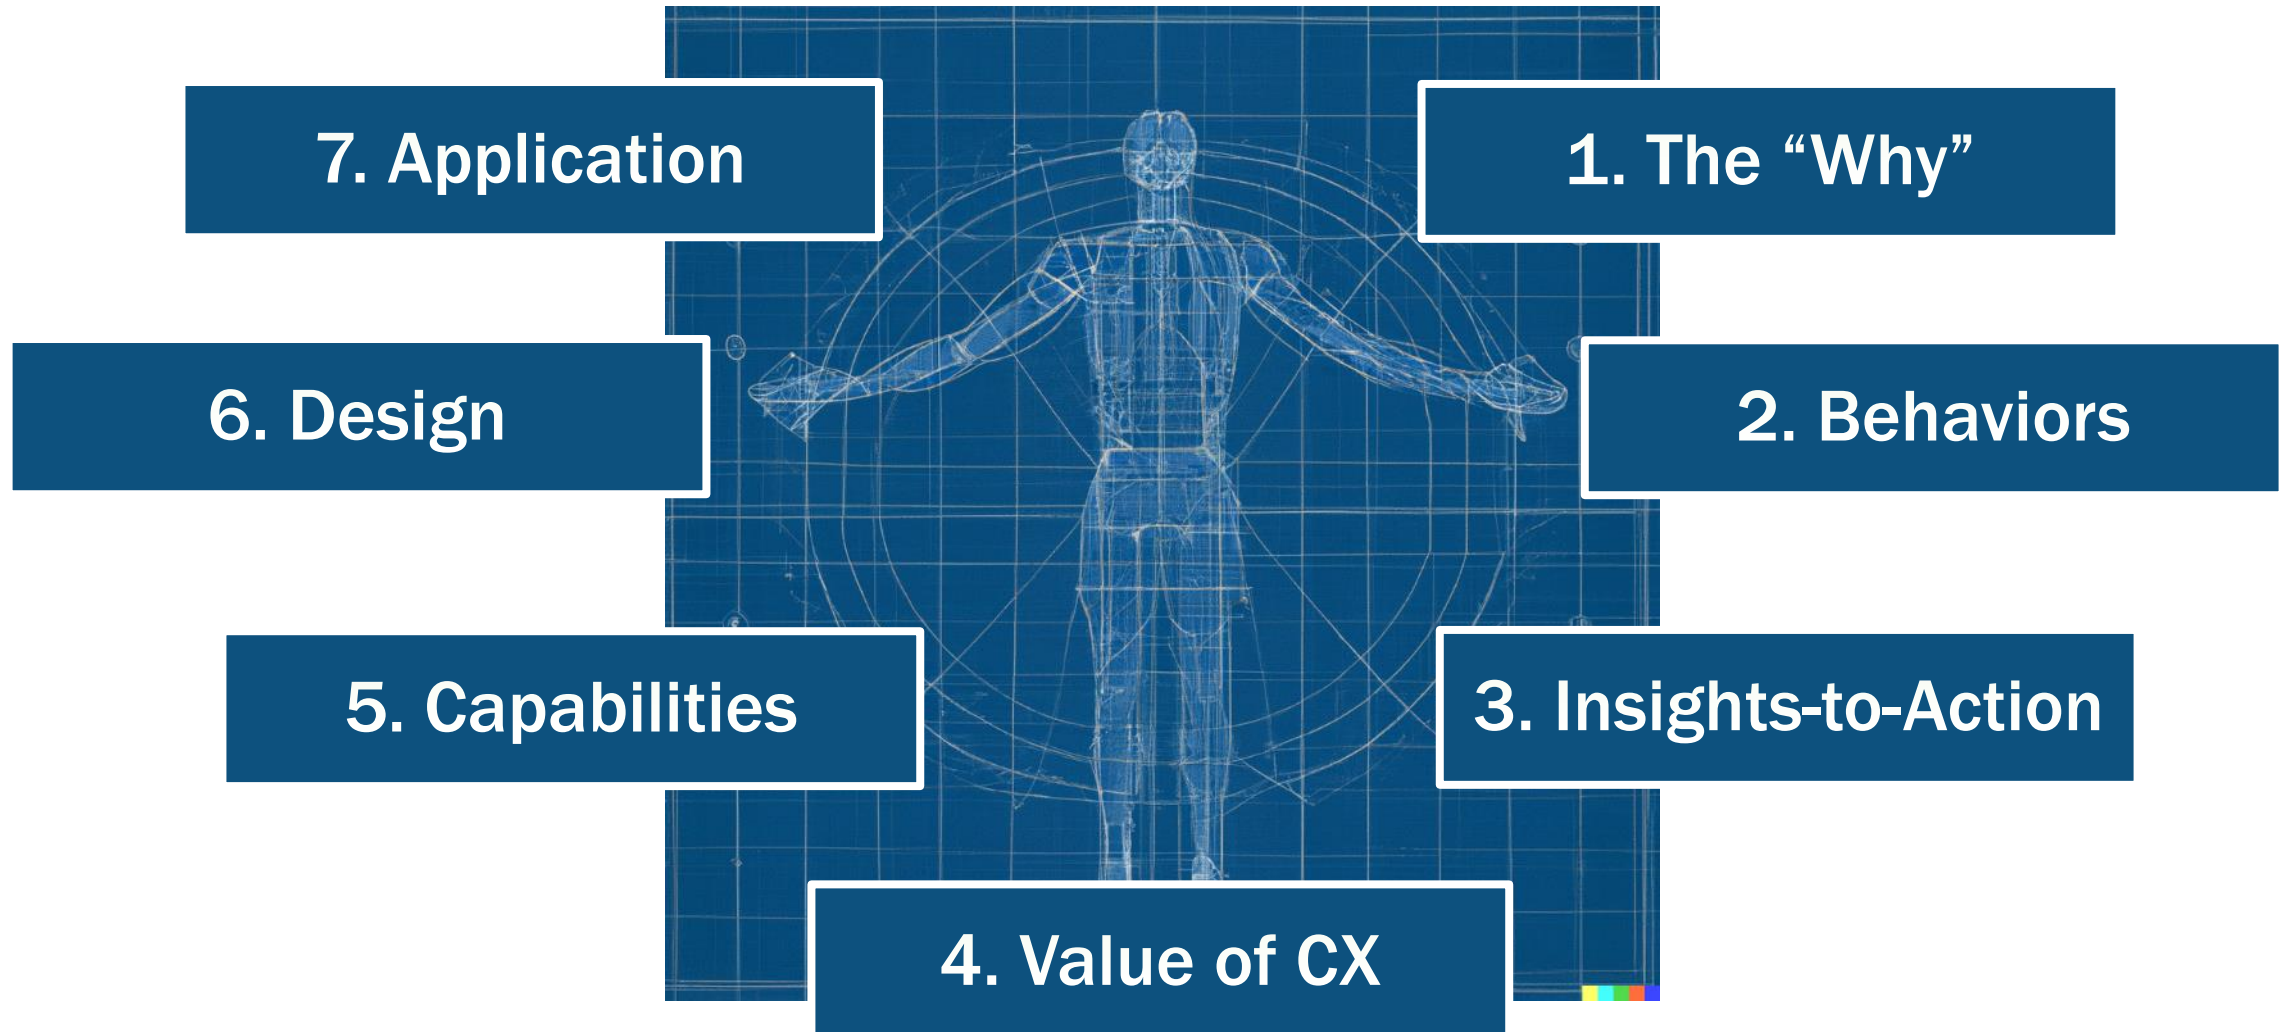 1. The “Why”
2. Behaviors
3. Insights-to-Action
4. Value of CX
5. Capabilities
6. Design
7. Application